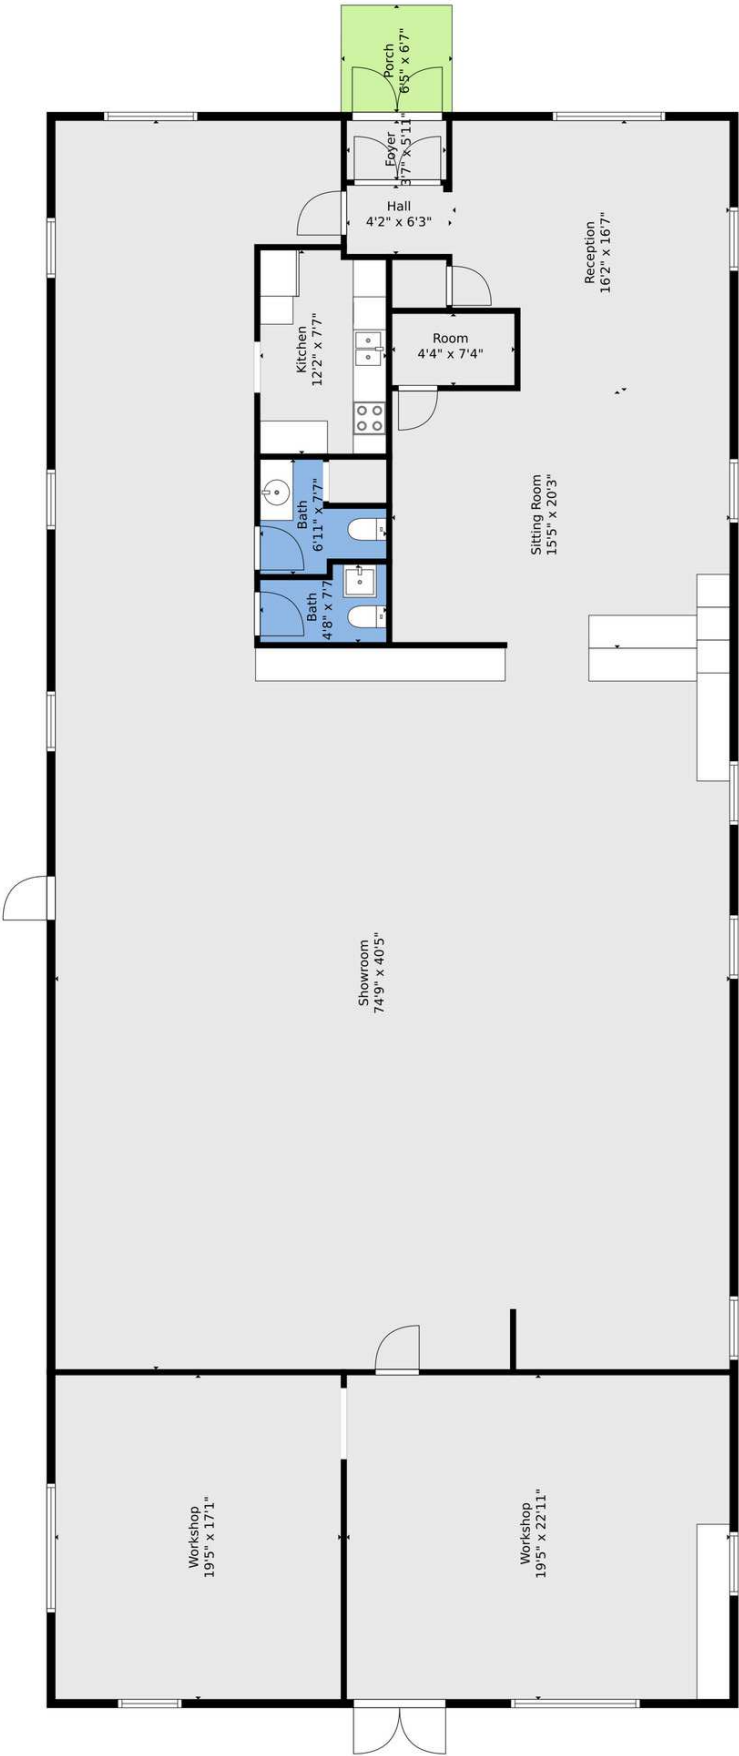 Porch
6'5" x 6'7"
Foyer
3'7" x 5'11"
Hall
4'2" x 6'3"
Reception
16'2" x 16'7"
Kitchen
12'2" x 7'7"
Room
4'4" x 7'4"
Bath
6'11" x 7'7"
Sitting Room
15'5" x 20'3"
Bath
4'8" x 7'7
Showroom
74'9" x 40'5"
Workshop
19'5" x 17'1"
Workshop
19'5" x 22'11"